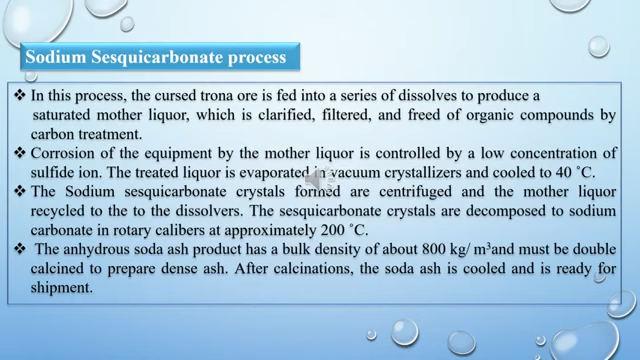 Sodium Sesquicarbonate process
❖ In this process, the cursed trona ore is fed into a series of dissolves to produce a
saturated mother liquor, which is clarified, filtered, and freed of organic compounds by
carbon treatment.
❖ Corrosion of the equipment by the mother liquor is controlled by a low concentration of
sulfide ion. The treated liquor is evaporated in vacuum crystallizers and cooled to 40 ˚C.
❖ The Sodium sesquicarbonate crystals formed are centrifuged and the mother liquor
recycled to the to the dissolvers. The sesquicarbonate crystals are decomposed to sodium
carbonate in rotary calibers at approximately 200 ˚C.
❖ The anhydrous soda ash product has a bulk density of about 800 kg/ m³and must be double
calcined to prepare dense ash. After calcinations, the soda ash is cooled and is ready for
shipment.